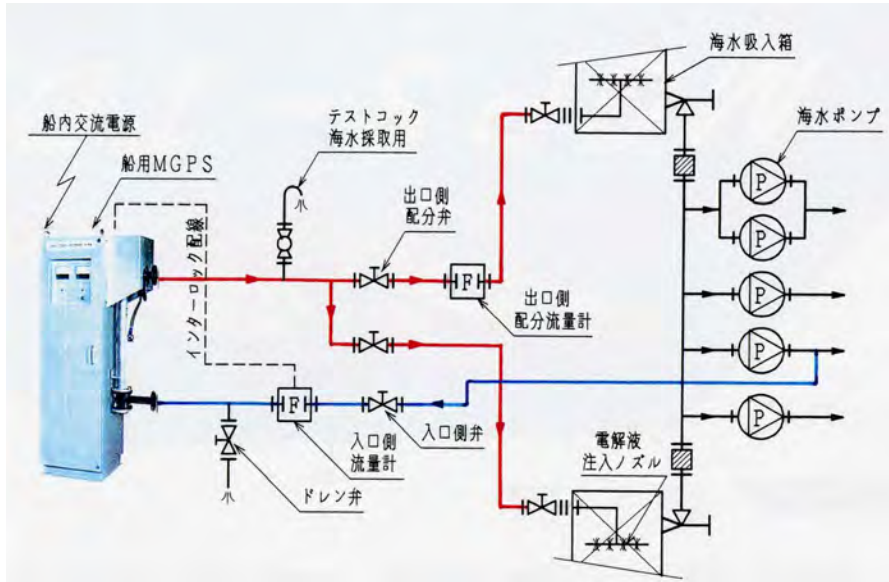 海水吸入箱
テストコック
海水採取用
船内交流電源
海水ポンプ
舶用MGPS
出口側
配分弁
P
P
インターロック配線
F
出口側
配分流量計
P
P
F
入口側弁
入口側
流量計
電解液
注入ノズル
P
ドレン弁